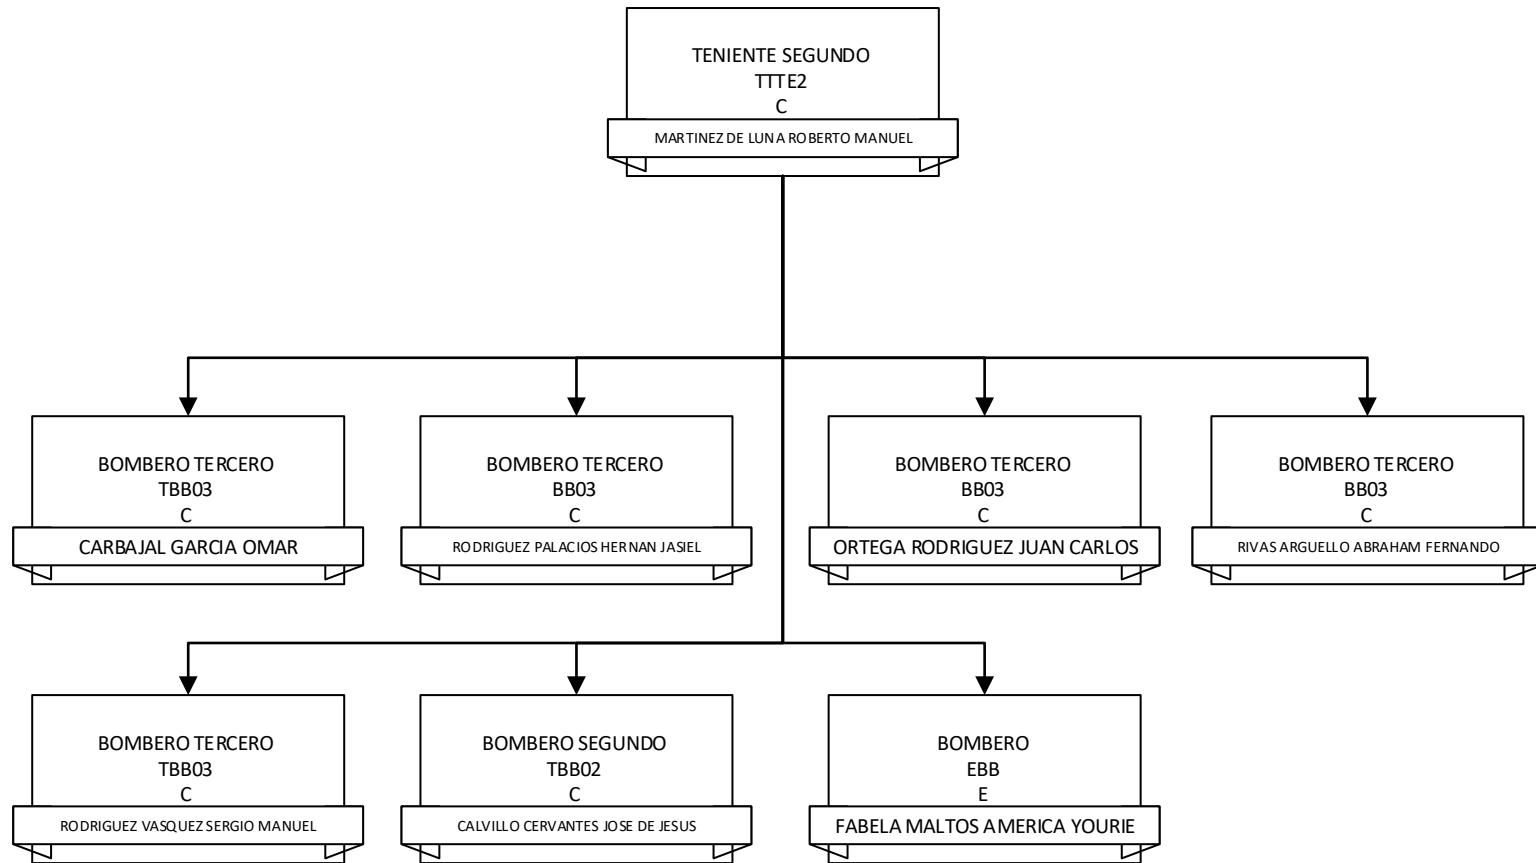 TENIENTE SEGUNDO
TTTE2
C
MARTINEZ DE LUNA ROBERTO MANUEL
BOMBERO TERCERO
TBB03
C
CARBAJAL GARCIA OMAR
BOMBERO TERCERO
BB03
C
RODRIGUEZ PALACIOS HERNAN JASIEL
BOMBERO TERCERO
BB03
C
ORTEGA RODRIGUEZ JUAN CARLOS
BOMBERO TERCERO
BB03
C
RIVAS ARGUELLO ABRAHAM FERNANDO
BOMBERO TERCERO
TBB03
C
RODRIGUEZ VASQUEZ SERGIO MANUEL
BOMBERO SEGUNDO
TBB02
C
CALVILLO CERVANTES JOSE DE JESUS
BOMBERO
EBB
E
FABELA MALTOS AMERICA YOURIE